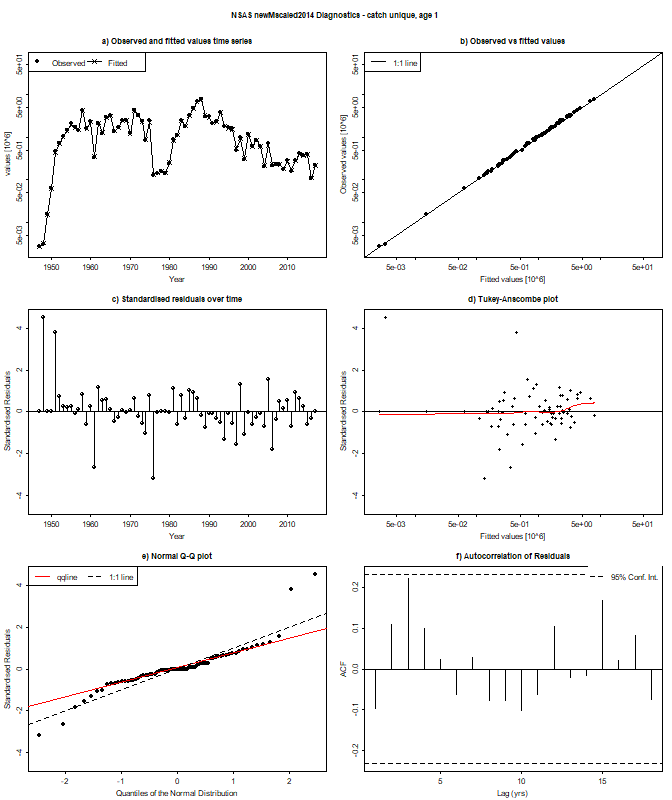 NSAS newMscaled2014 Diagnostics - catch unique, age 1
a) Observed and fitted values time series
Observed Fitted
values [10^6]
5e+01
5e+00
5e-01
5e-02
5e-03
1950 1960 1970 1980 1990 2000 2010
Year
b) Observed vs fitted values
1:1 line
Observed values [10^6]
5e+01
5e+00
5e-01
5e-02
5e-03
5e-03 5e-02 5e-01 5e+00 5e+01
Fitted values [10^6]
c) Standardised residuals over time
Standardised Residuals
4
2
0
-2
-4
1950 1960 1970 1980 1990 2000 2010
Year
d) Tukey-Anscombe plot
Standardised Residuals
4
2
0
-2
-4
5e-03 5e-02 5e-01 5e+00 5e+01
Fitted values [10^6]
e) Normal Q-Q plot
qqline 1:1 line
Standardised Residuals
4
2
0
-2
-4
-2 -1 0 1 2
Quantiles of the Normal Distribution
f) Autocorrelation of Residuals
95% Conf. Int.
ACF
0.2
0.1
0.0
-0.1
-0.2
5 10 15
Lag (yrs)